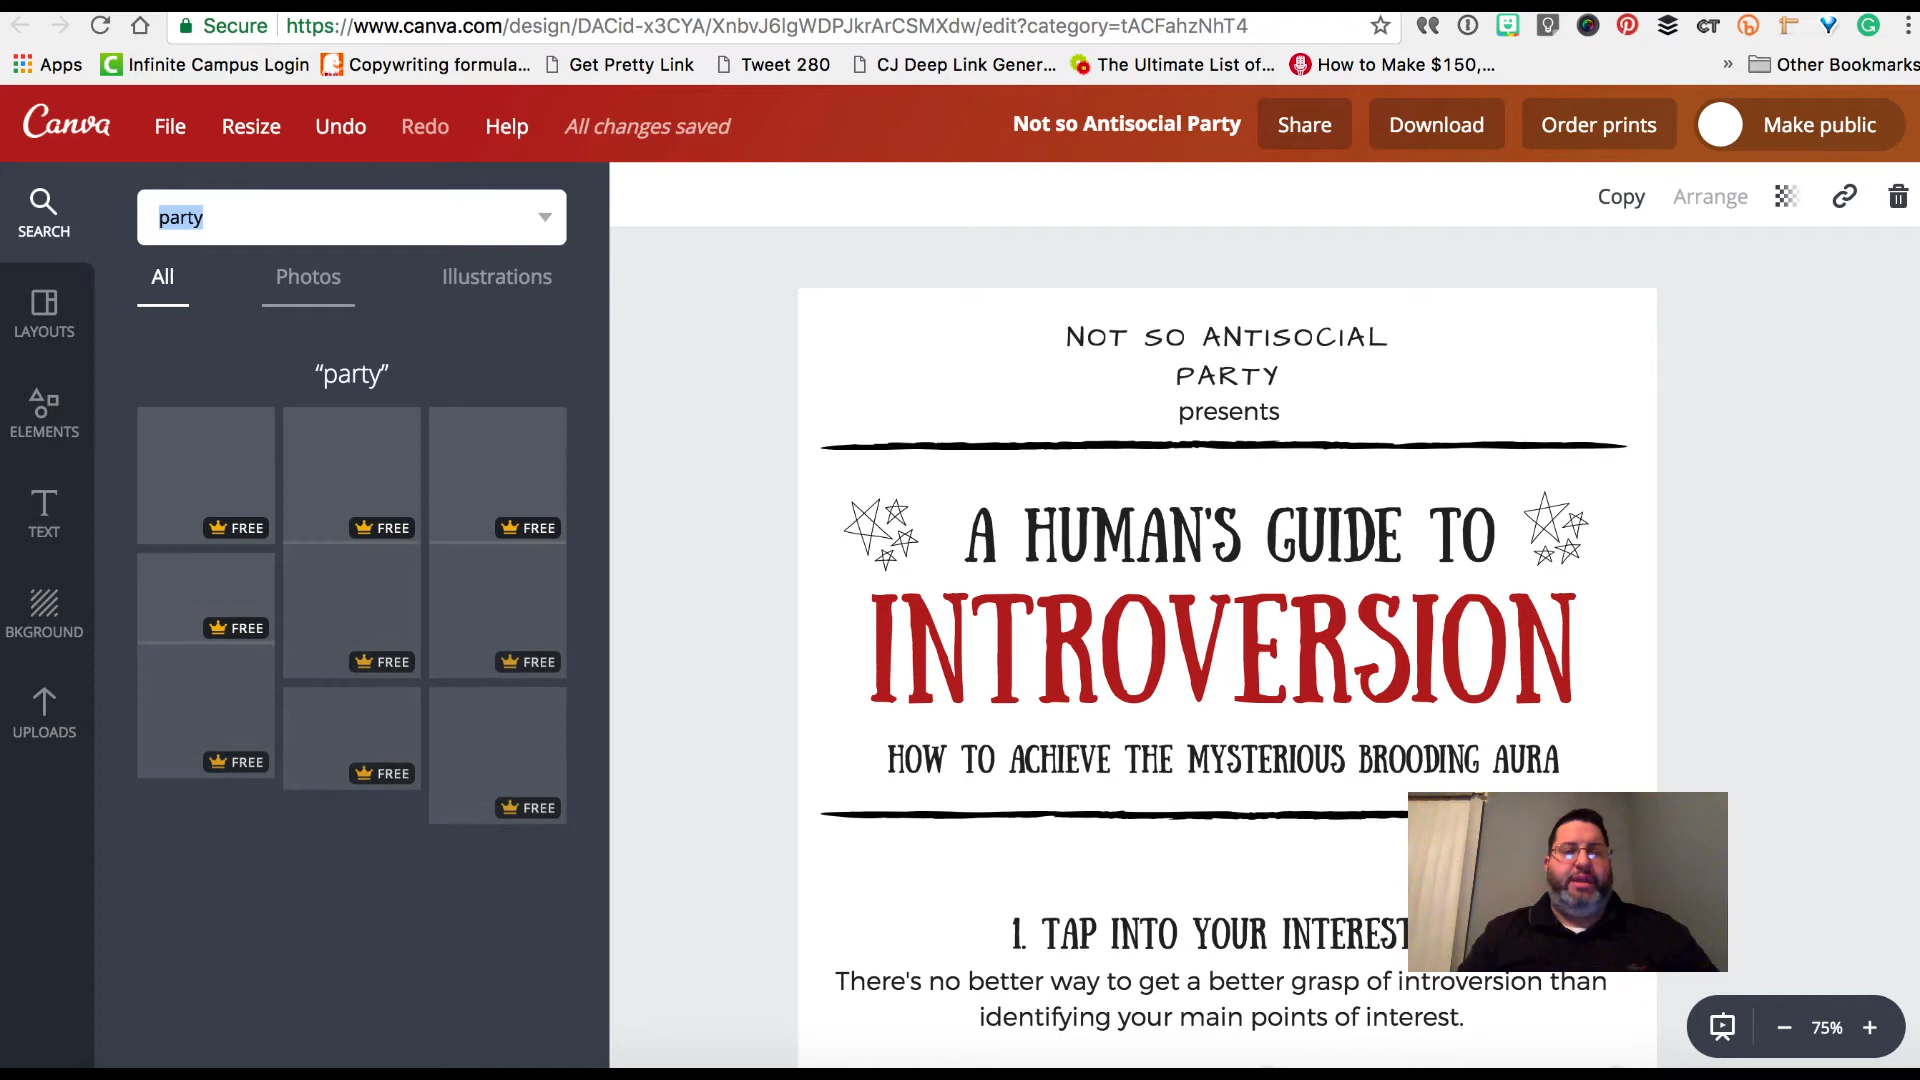 Secure https://www.canva.com/design/DACid-x3CYA/XnbvJ6IgWDPJkrArCSMXdw/edit?category=tACFahzNhT4
Apps Infinite Campus Login Copywriting formula... Get Pretty Link Tweet 280 CJ Deep Link Gener... The Ultimate List of... How to Make $150,... » Other Bookmarks
Canva File Resize Undo Redo Help All changes saved Not so Antisocial Party Share Download Order prints Make public
SEARCH
party
Copy Arrange
All Photos Illustrations
LAYOUTS
ELEMENTS
TEXT
BKGROUND
UPLOADS
“party”
FREE FREE FREE
FREE
FREE FREE
FREE
FREE
FREE
NOT SO ANTISOCIAL
PARTY
presents
A HUMAN'S GUIDE TO
INTROVERSION
HOW TO ACHIEVE THE MYSTERIOUS BROODING AURA
1. TAP INTO YOUR INTEREST
There's no better way to get a better grasp of introversion than
identifying your main points of interest.
75%